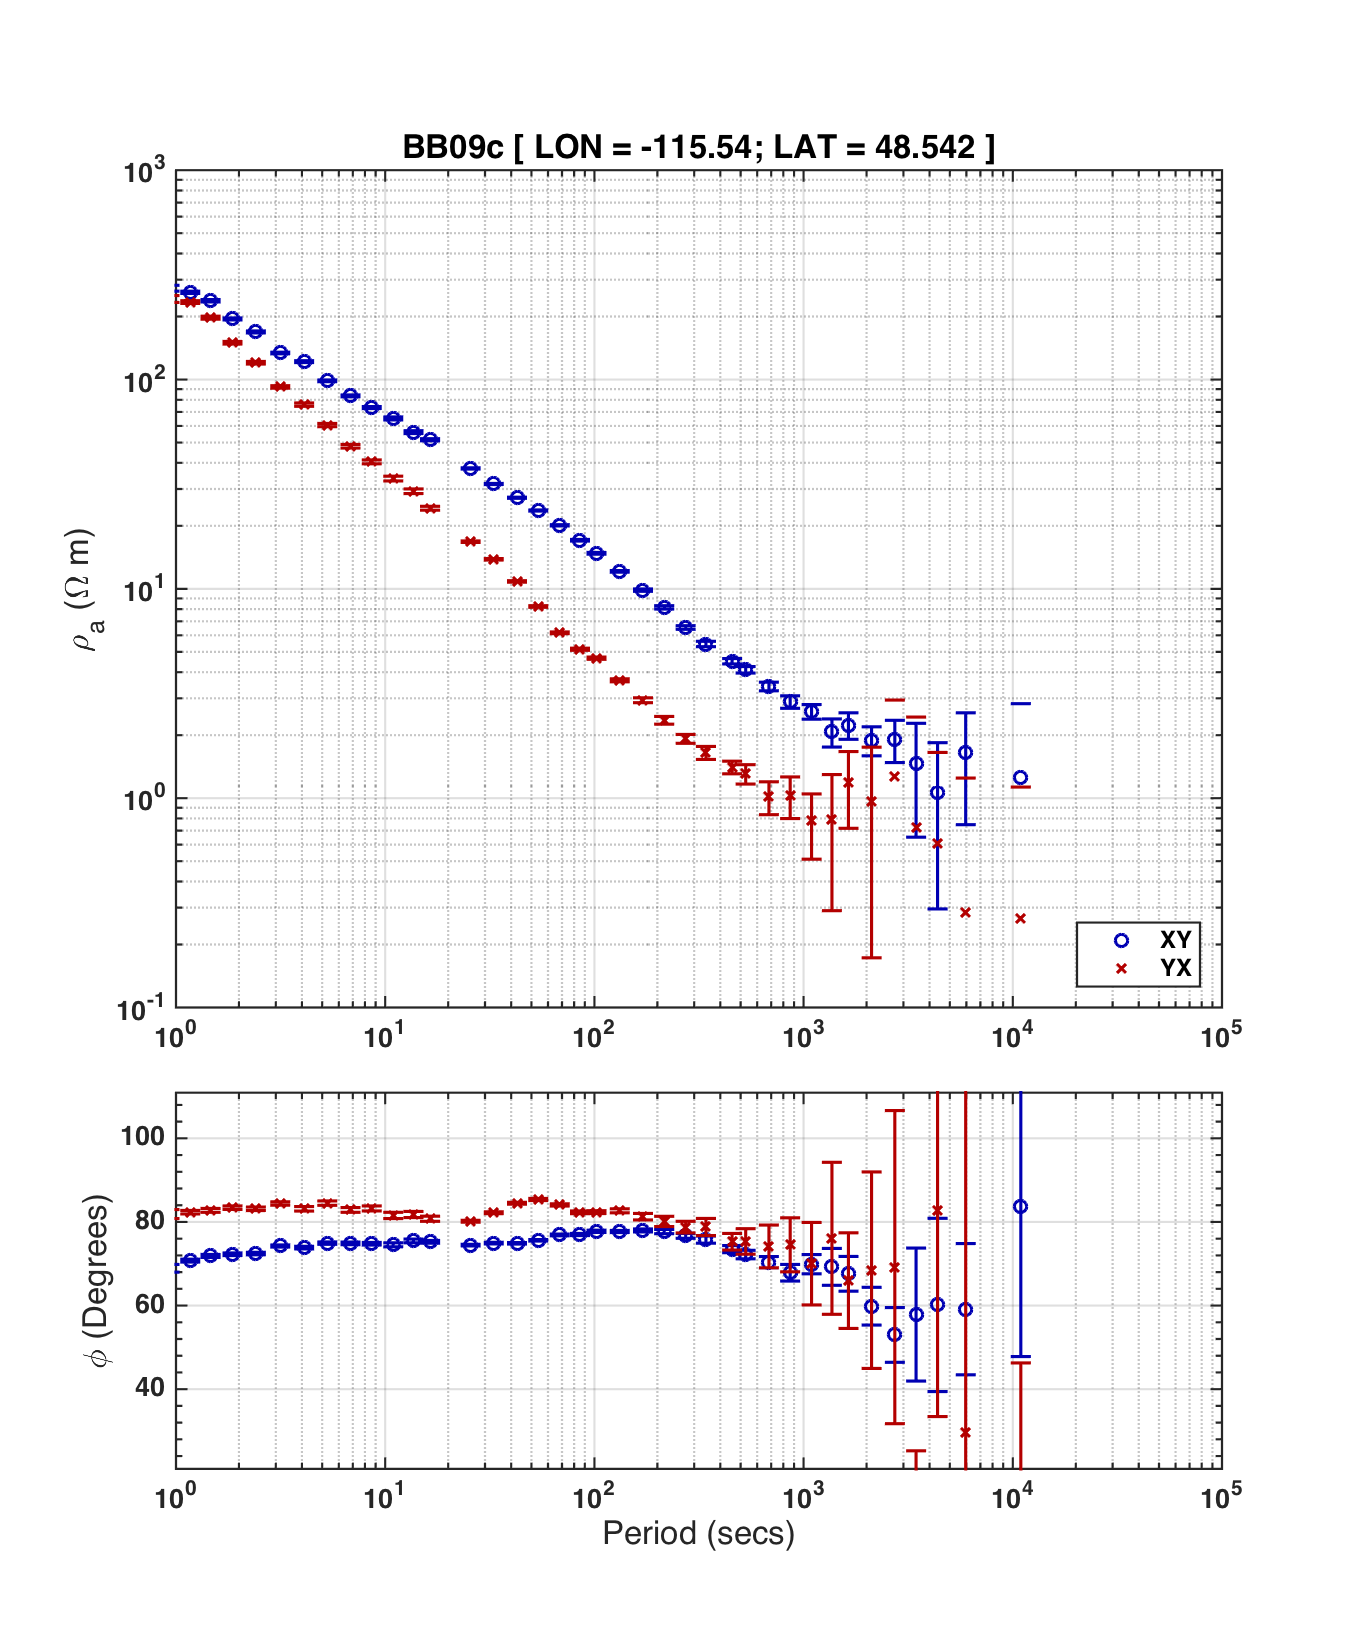 BB09c [ LON = -115.54; LAT = 48.542 ]
10^3
10^2
10^1
10^0
10^-1
ρa (Ω m)
XY
YX
10^0 10^1 10^2 10^3 10^4 10^5
100
80
60
40
ϕ (Degrees)
10^0 10^1 10^2 10^3 10^4 10^5
Period (secs)